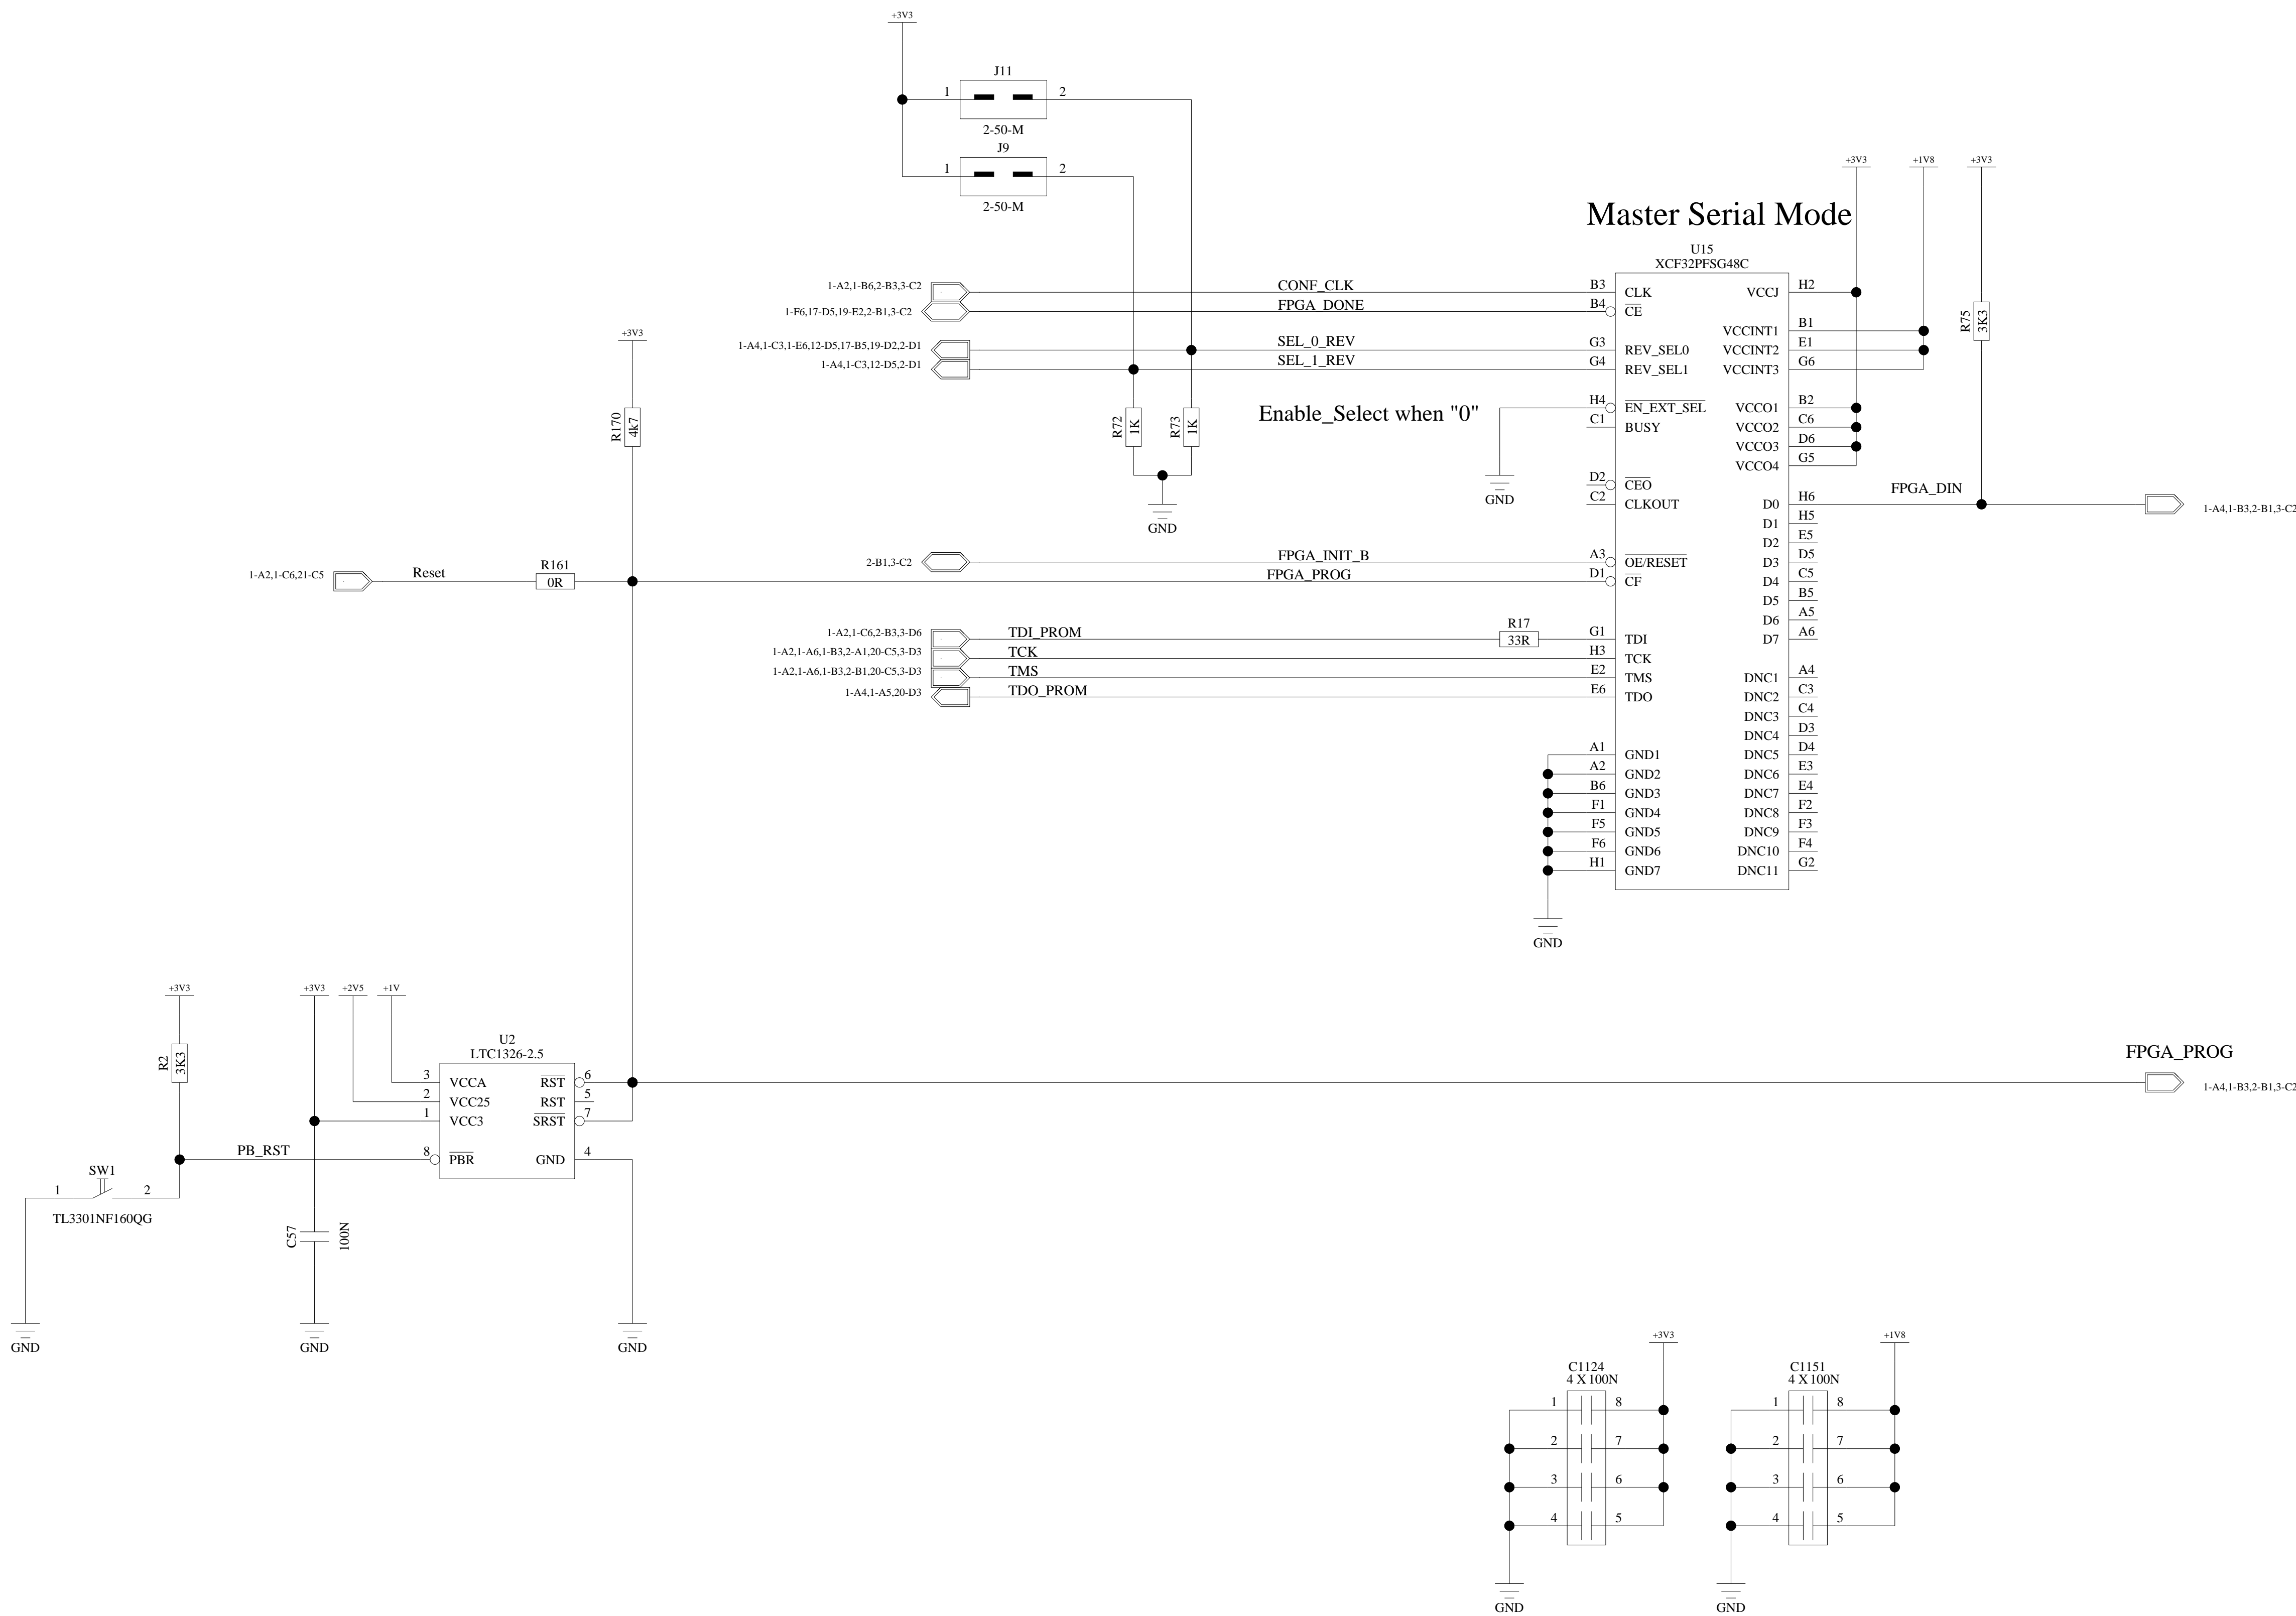 +3V3
J11
1 2
2-50-M
J9
1 2
2-50-M
+3V3 +1V8 +3V3
Master Serial Mode
U15
XCF32PFSG48C
1-A2,1-B6,2-B3,3-C2 CONF_CLK B3 CLK VCCJ H2
1-F6,17-D5,19-E2,2-B1,3-C2 FPGA_DONE B4 CE
VCCINT1 B1
1-A4,1-C3,1-E6,12-D5,17-B5,19-D2,2-D1 SEL_0_REV G3 REV_SEL0 VCCINT2 E1
1-A4,1-C3,12-D5,2-D1 SEL_1_REV G4 REV_SEL1 VCCINT3 G6
R75 3K3
+3V3
R170 4k7
R72 1K
R73 1K
Enable_Select when "0"
H4 EN_EXT_SEL VCCO1 B2
C1 BUSY VCCO2 C6
VCCO3 D6
VCCO4 G5
GND
GND
D2 CEO
C2 CLKOUT D0 H6 FPGA_DIN 1-A4,1-B3,2-B1,3-C2
D1 H5
D2 E5
2-B1,3-C2 FPGA_INIT_B A3 OE/RESET D3 D5
1-A2,1-C6,21-C5 Reset R161 0R FPGA_PROG D1 CF D4 C5
D5 B5
D6 A5
1-A2,1-C6,2-B3,3-D6 TDI_PROM R17 33R G1 TDI D7 A6
1-A2,1-A6,1-B3,2-A1,20-C5,3-D3 TCK H3 TCK
1-A2,1-A6,1-B3,2-B1,20-C5,3-D3 TMS E2 TMS DNC1 A4
1-A4,1-A5,20-D3 TDO_PROM E6 TDO DNC2 C3
DNC3 C4
DNC4 D3
A1 GND1 DNC5 D4
A2 GND2 DNC6 E3
B6 GND3 DNC7 E4
F1 GND4 DNC8 F2
F5 GND5 DNC9 F3
F6 GND6 DNC10 F4
H1 GND7 DNC11 G2
GND
+3V3 +3V3 +2V5 +1V
R2 3K3
U2
LTC1326-2.5
FPGA_PROG
3 VCCA RST 6 1-A4,1-B3,2-B1,3-C2
2 VCC25 RST 5
1 VCC3 SRST 7
PB_RST 8 PBR GND 4
SW1
1 2
TL3301NF160QG
C57 100N
GND GND GND
+3V3 +1V8
C1124 C1151
4 X 100N 4 X 100N
1 8 1 8
2 7 2 7
3 6 3 6
4 5 4 5
GND GND